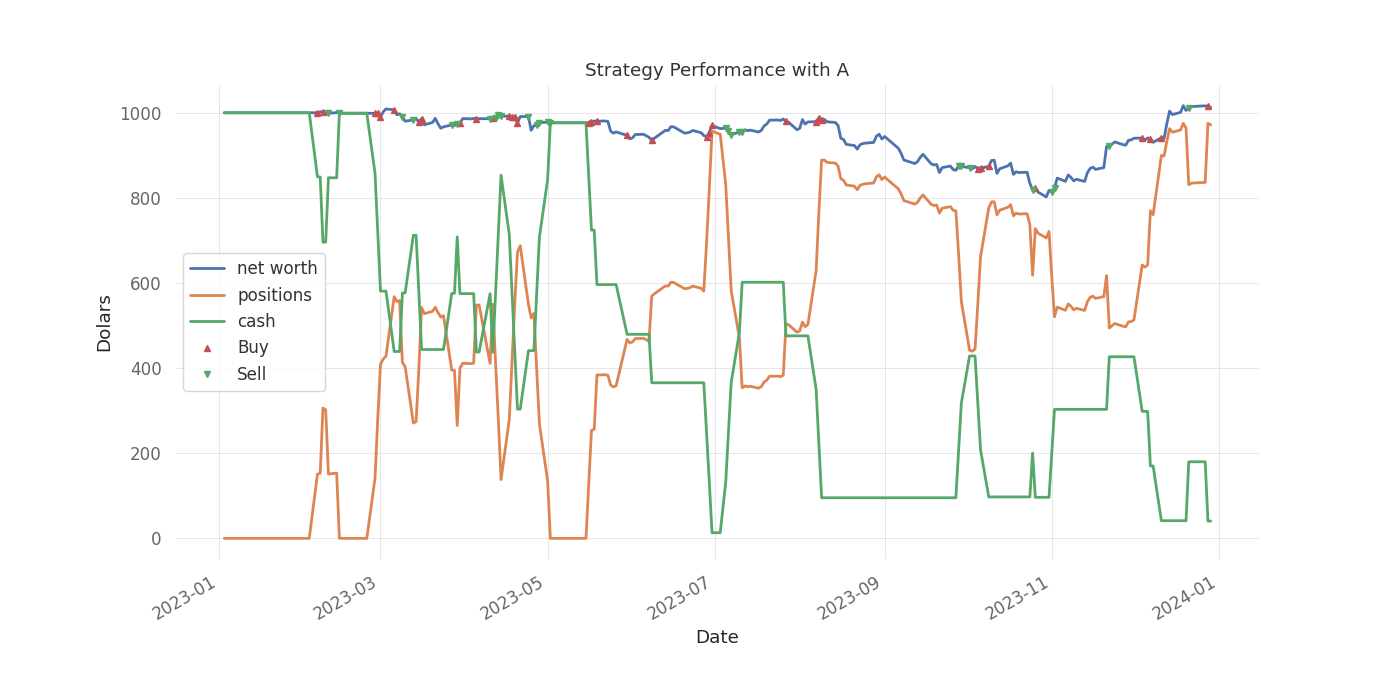 Strategy Performance with A
1000
800
600
400
200
0
Dolars
net worth
positions
cash
Buy
Sell
2023-01
2023-03
2023-05
2023-07
2023-09
2023-11
2024-01
Date